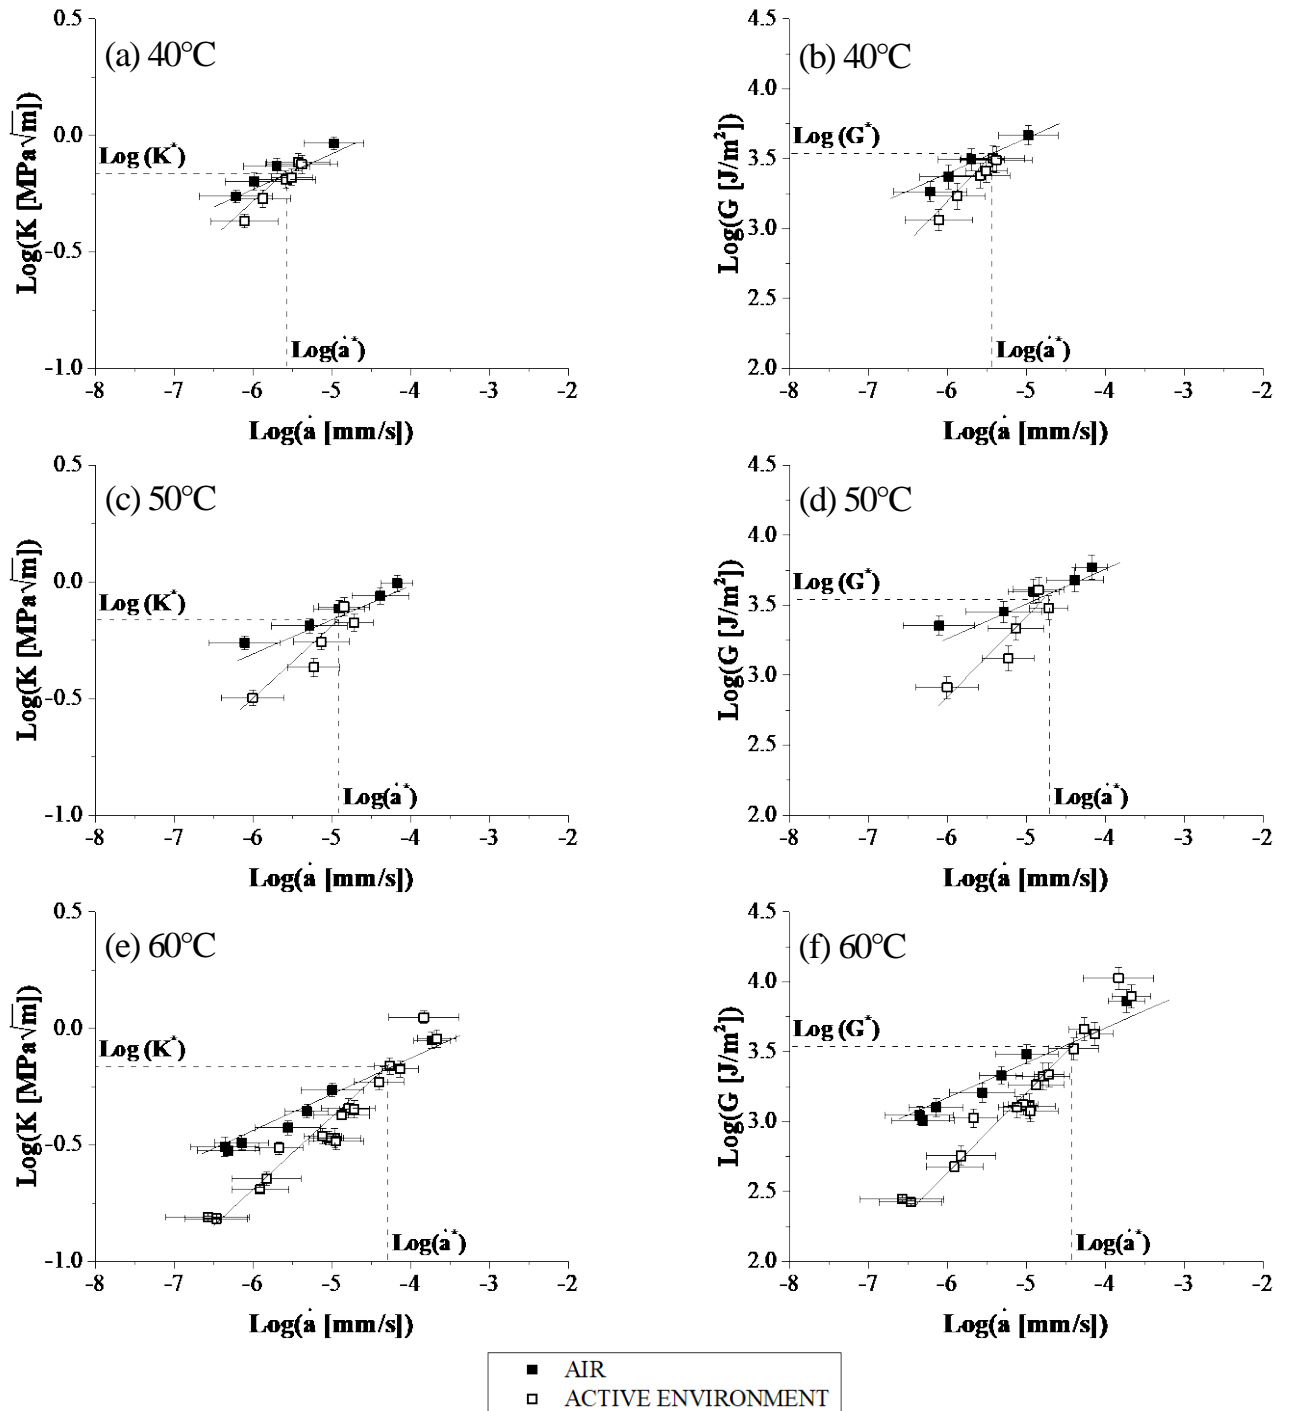 (a) 40°C
0.5
0.0
-0.5
-1.0
Log(K [MPa√m])
Log (K*)
Log(ȧ*)
-8 -7 -6 -5 -4 -3 -2
Log(ȧ [mm/s])
(b) 40°C
4.5
4.0
3.5
3.0
2.5
2.0
Log(G [J/m²])
Log (G*)
Log(ȧ*)
-8 -7 -6 -5 -4 -3 -2
Log(ȧ [mm/s])
(c) 50°C
0.5
0.0
-0.5
-1.0
Log(K [MPa√m])
Log (K*)
Log(ȧ*)
-8 -7 -6 -5 -4 -3 -2
Log(ȧ [mm/s])
(d) 50°C
4.5
4.0
3.5
3.0
2.5
2.0
Log(G [J/m²])
Log (G*)
Log(ȧ*)
-8 -7 -6 -5 -4 -3 -2
Log(ȧ [mm/s])
(e) 60°C
0.5
0.0
-0.5
-1.0
Log(K [MPa√m])
Log (K*)
Log(ȧ*)
-8 -7 -6 -5 -4 -3 -2
Log(ȧ [mm/s])
(f) 60°C
4.5
4.0
3.5
3.0
2.5
2.0
Log(G [J/m²])
Log (G*)
Log(ȧ*)
-8 -7 -6 -5 -4 -3 -2
Log(ȧ [mm/s])
AIR
ACTIVE ENVIRONMENT